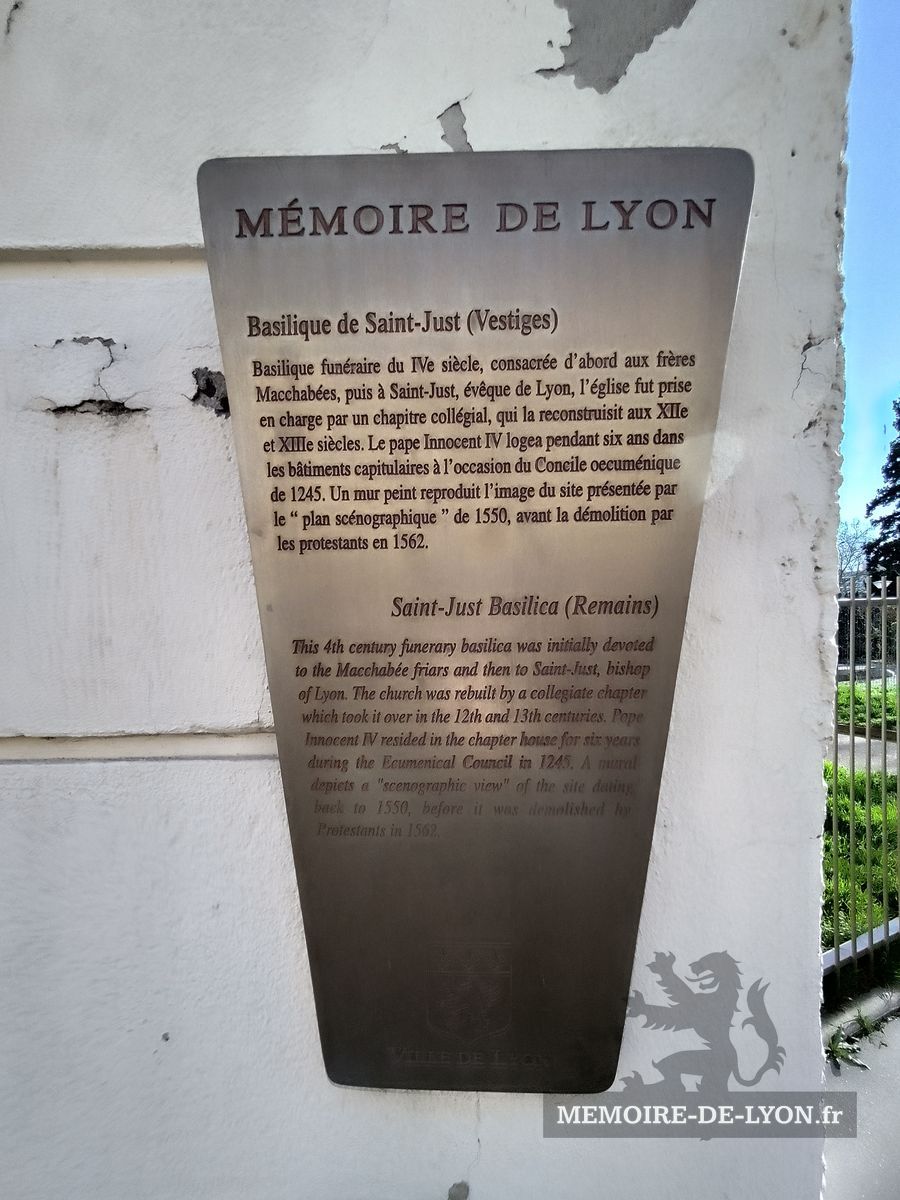 MÉMOIRE DE LYON
Basilique de Saint-Just (Vestiges)
Basilique funéraire du IVe siècle, consacrée d'abord aux frères
Macchabées, puis à Saint-Just, évêque de Lyon, l'église fut prise
en charge par un chapitre collégial, qui la reconstruisit aux XIIe
et XIIIe siècles. Le pape Innocent IV logea pendant six ans dans
les bâtiments capitulaires à l'occasion du Concile oecuménique
de 1245. Un mur peint reproduit l'image du site présentée par
le “ plan scénographique ” de 1550, avant la démolition par
les protestants en 1562.
Saint-Just Basilica (Remains)
This 4th century funerary basilica was initially devoted
to the Macchabée friars and then to Saint-Just, bishop
of Lyon. The church was rebuilt by a collegiate chapter
which took it over in the 12th and 13th centuries. Pope
Innocent IV resided in the chapter house for six years
during the Ecumenical Council in 1245. A mural
depicts a "scenographic view" of the site dating
back to 1550, before it was demolished by
Protestants in 1562.
VILLE DE LYON
MEMOIRE-DE-LYON.fr